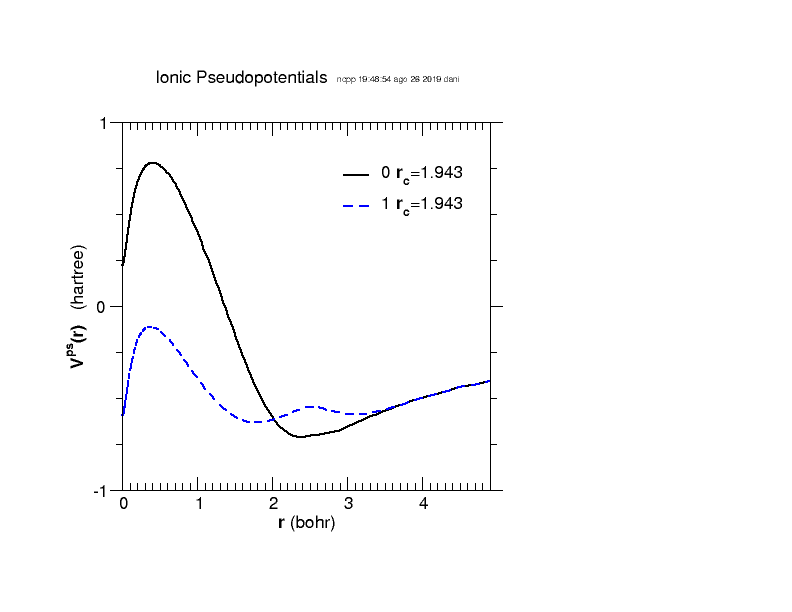 Ionic Pseudopotentials ncpp 19:48:54 ago 26 2019 dani
1
0 rc=1.943
1 rc=1.943
0
Vps(r) (hartree)
-1
0 1 2 3 4
r (bohr)